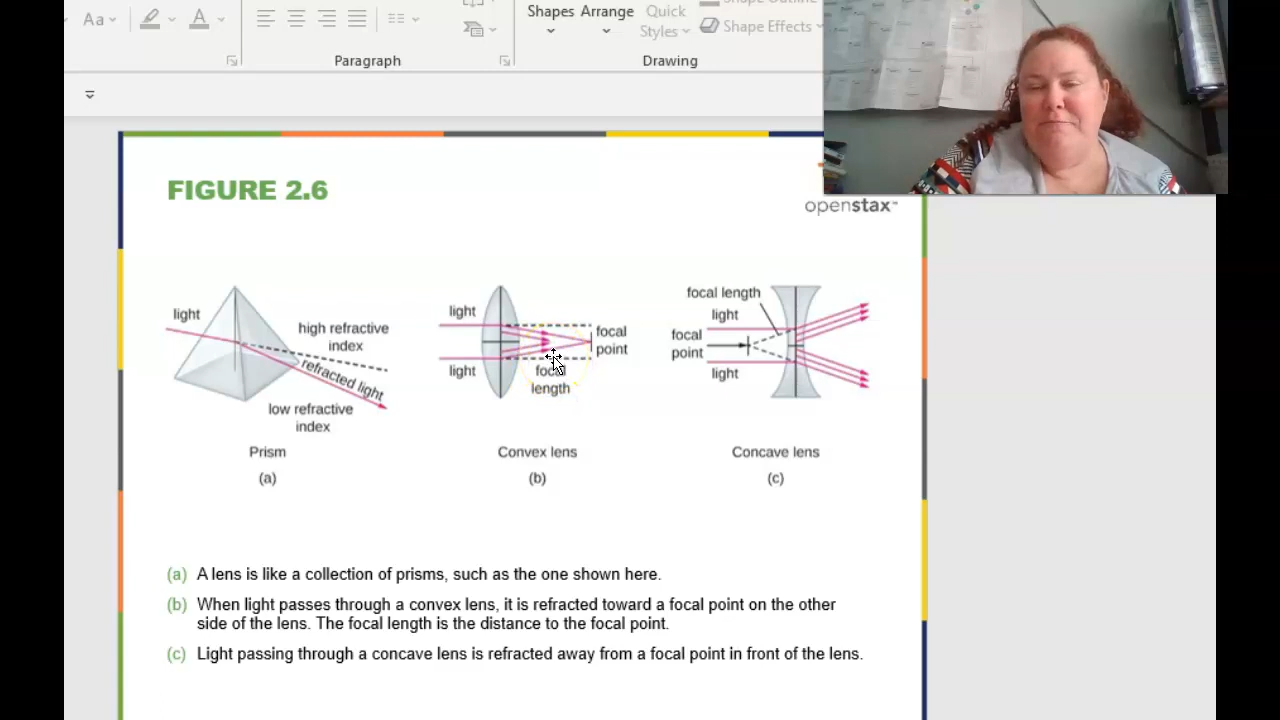 Aa
A
Shapes
Arrange
Quick
Styles
Shape Outline
Shape Effects
Paragraph
Drawing
FIGURE 2.6
openstax™
light
high refractive
index
refracted light
low refractive
index
Prism
(a)
light
light
focal
point
focal
length
Convex lens
(b)
focal length
light
focal
point
light
Concave lens
(c)
(a) A lens is like a collection of prisms, such as the one shown here.
(b) When light passes through a convex lens, it is refracted toward a focal point on the other
side of the lens. The focal length is the distance to the focal point.
(c) Light passing through a concave lens is refracted away from a focal point in front of the lens.